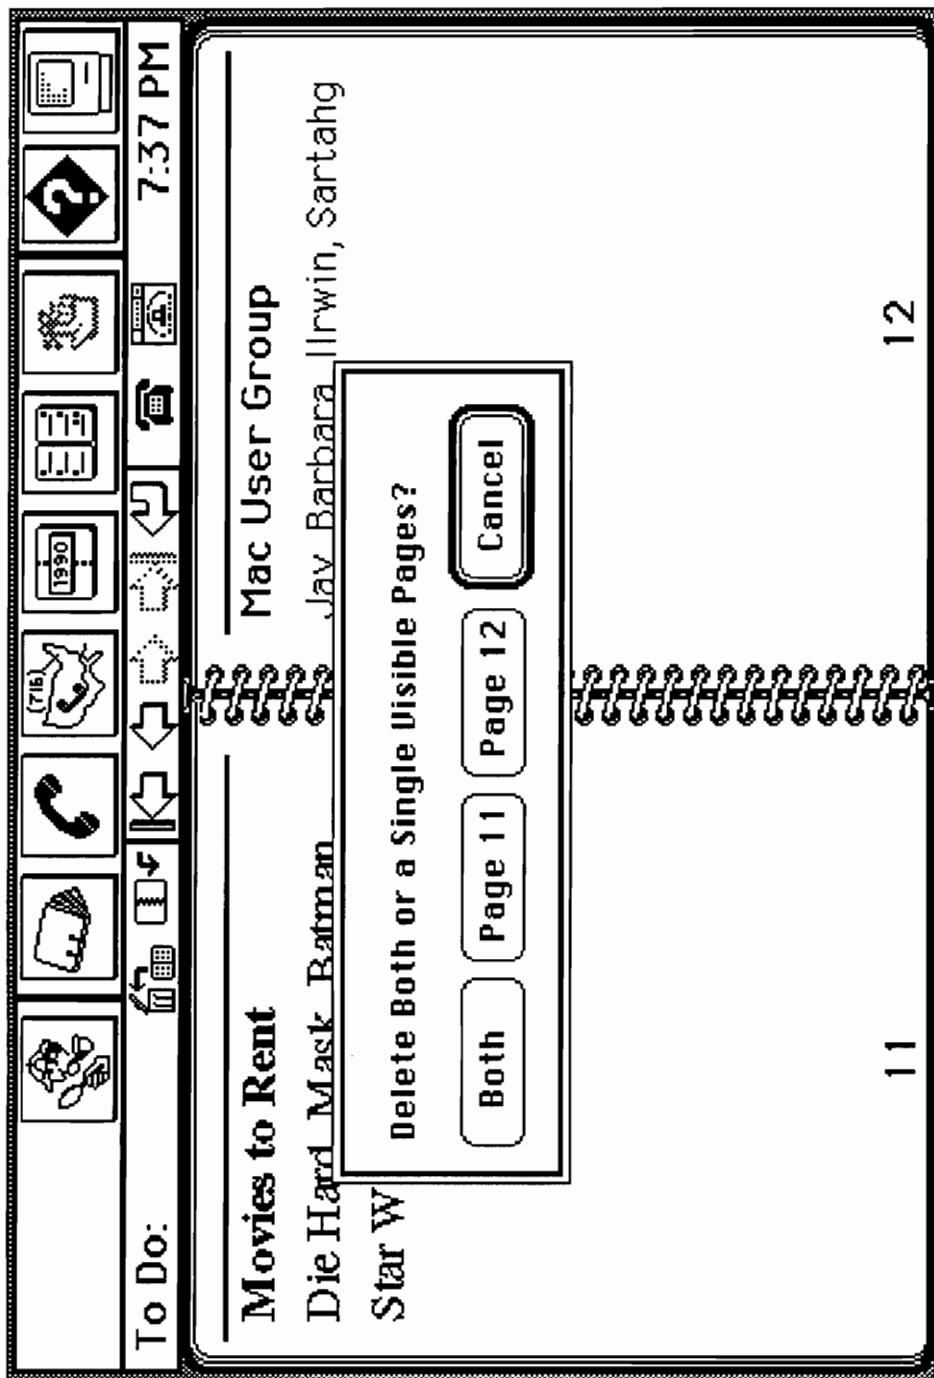 (716)
1990
To Do:
7:37 PM
Movies to Rent
Die Hard, Mask, Batman
Star W
Mac User Group
Jay Barbara Irwin, Sartahg
Delete Both or a Single Visible Pages?
Both
Page 11
Page 12
Cancel
11
12